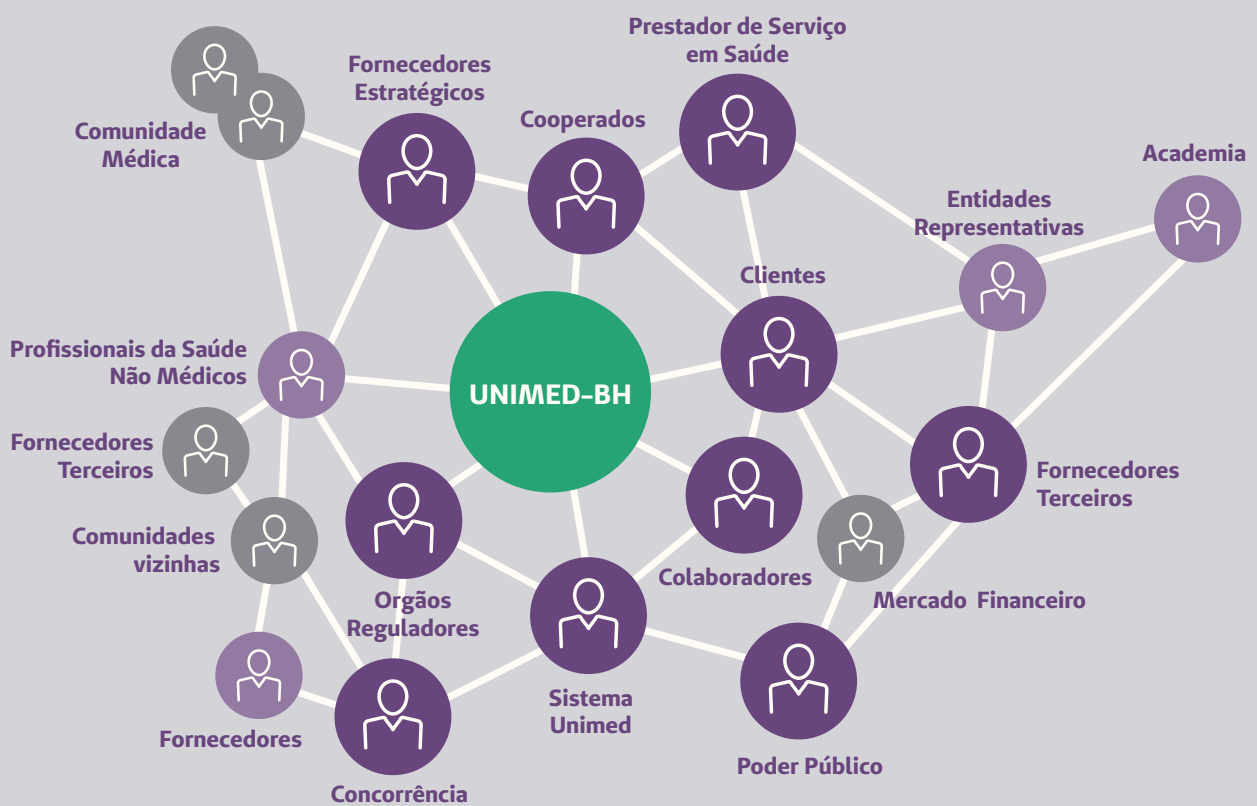 Prestador de Serviço
em Saúde
Fornecedores
Estratégicos
Cooperados
Comunidade
Médica
Academia
Entidades
Representativas
Clientes
Profissionais da Saúde
Não Médicos
UNIMED-BH
Fornecedores
Terceiros
Fornecedores
Terceiros
Comunidades
vizinhas
Colaboradores
Orgãos
Reguladores
Mercado Financeiro
Sistema
Unimed
Fornecedores
Poder Público
Concorrência